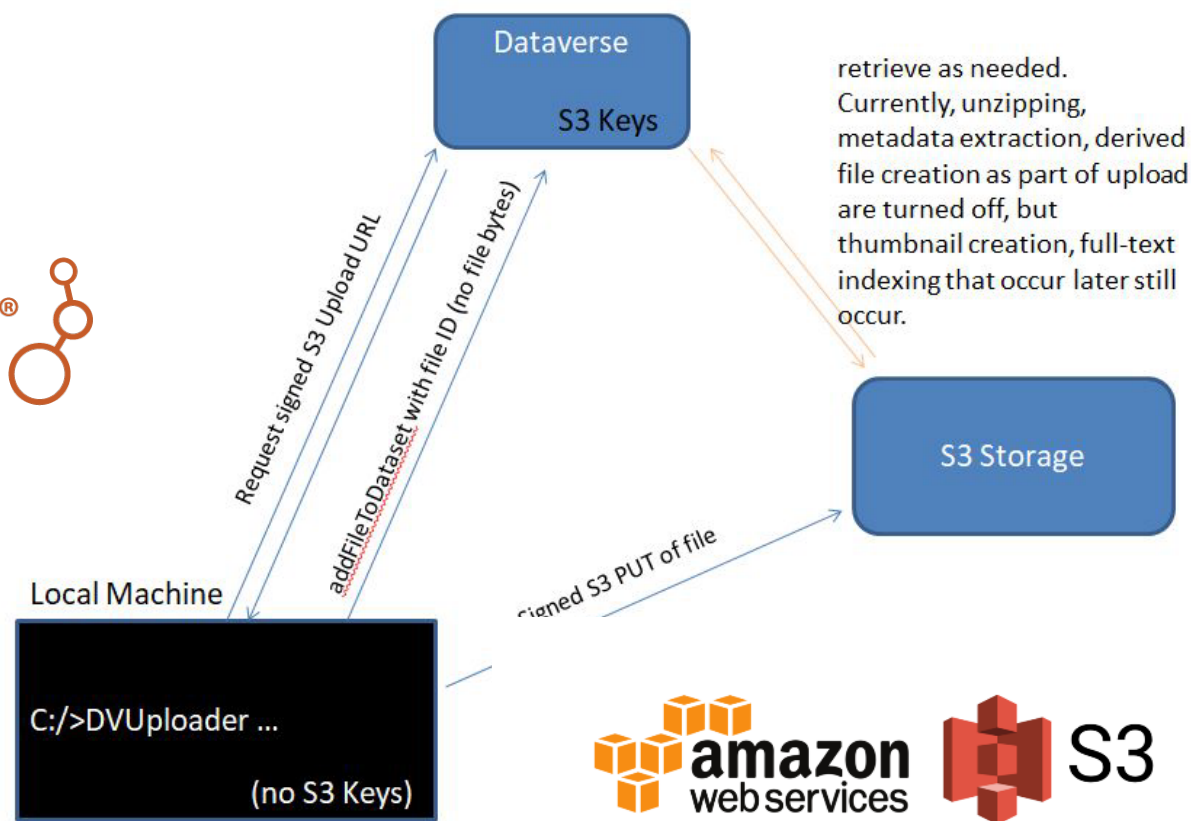 Dataverse
S3 Keys
retrieve as needed.
Currently, unzipping,
metadata extraction, derived
file creation as part of upload
are turned off, but
thumbnail creation, full-text
indexing that occur later still
occur.
®
Request signed S3 Upload URL
addFileToDataset with file ID (no file bytes)
S3 Storage
Signed S3 PUT of file
Local Machine
C:/>DVUploader ...
(no S3 Keys)
amazon
web services
S3